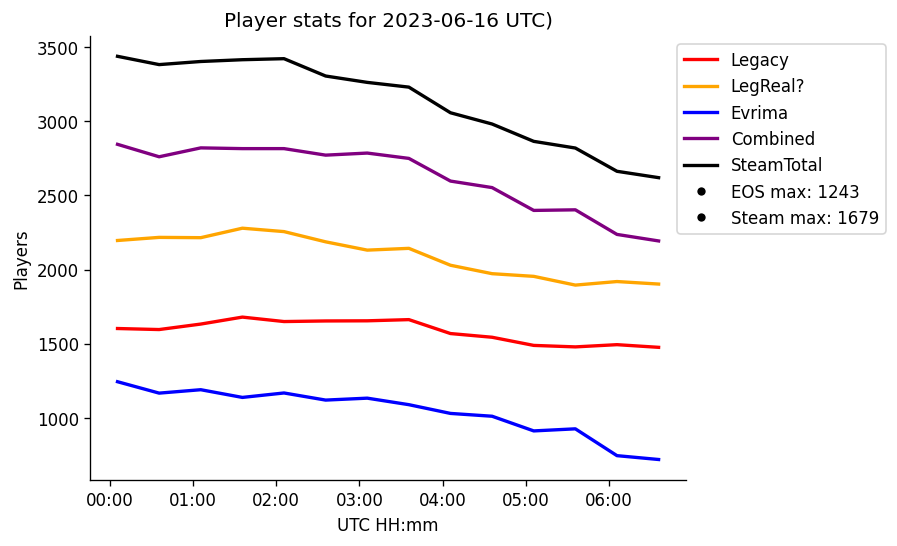 Player stats for 2023-06-16 UTC)
3500
3000
2500
2000
1500
1000
Players
00:00 01:00 02:00 03:00 04:00 05:00 06:00
UTC HH:mm
Legacy
LegReal?
Evrima
Combined
SteamTotal
EOS max: 1243
Steam max: 1679